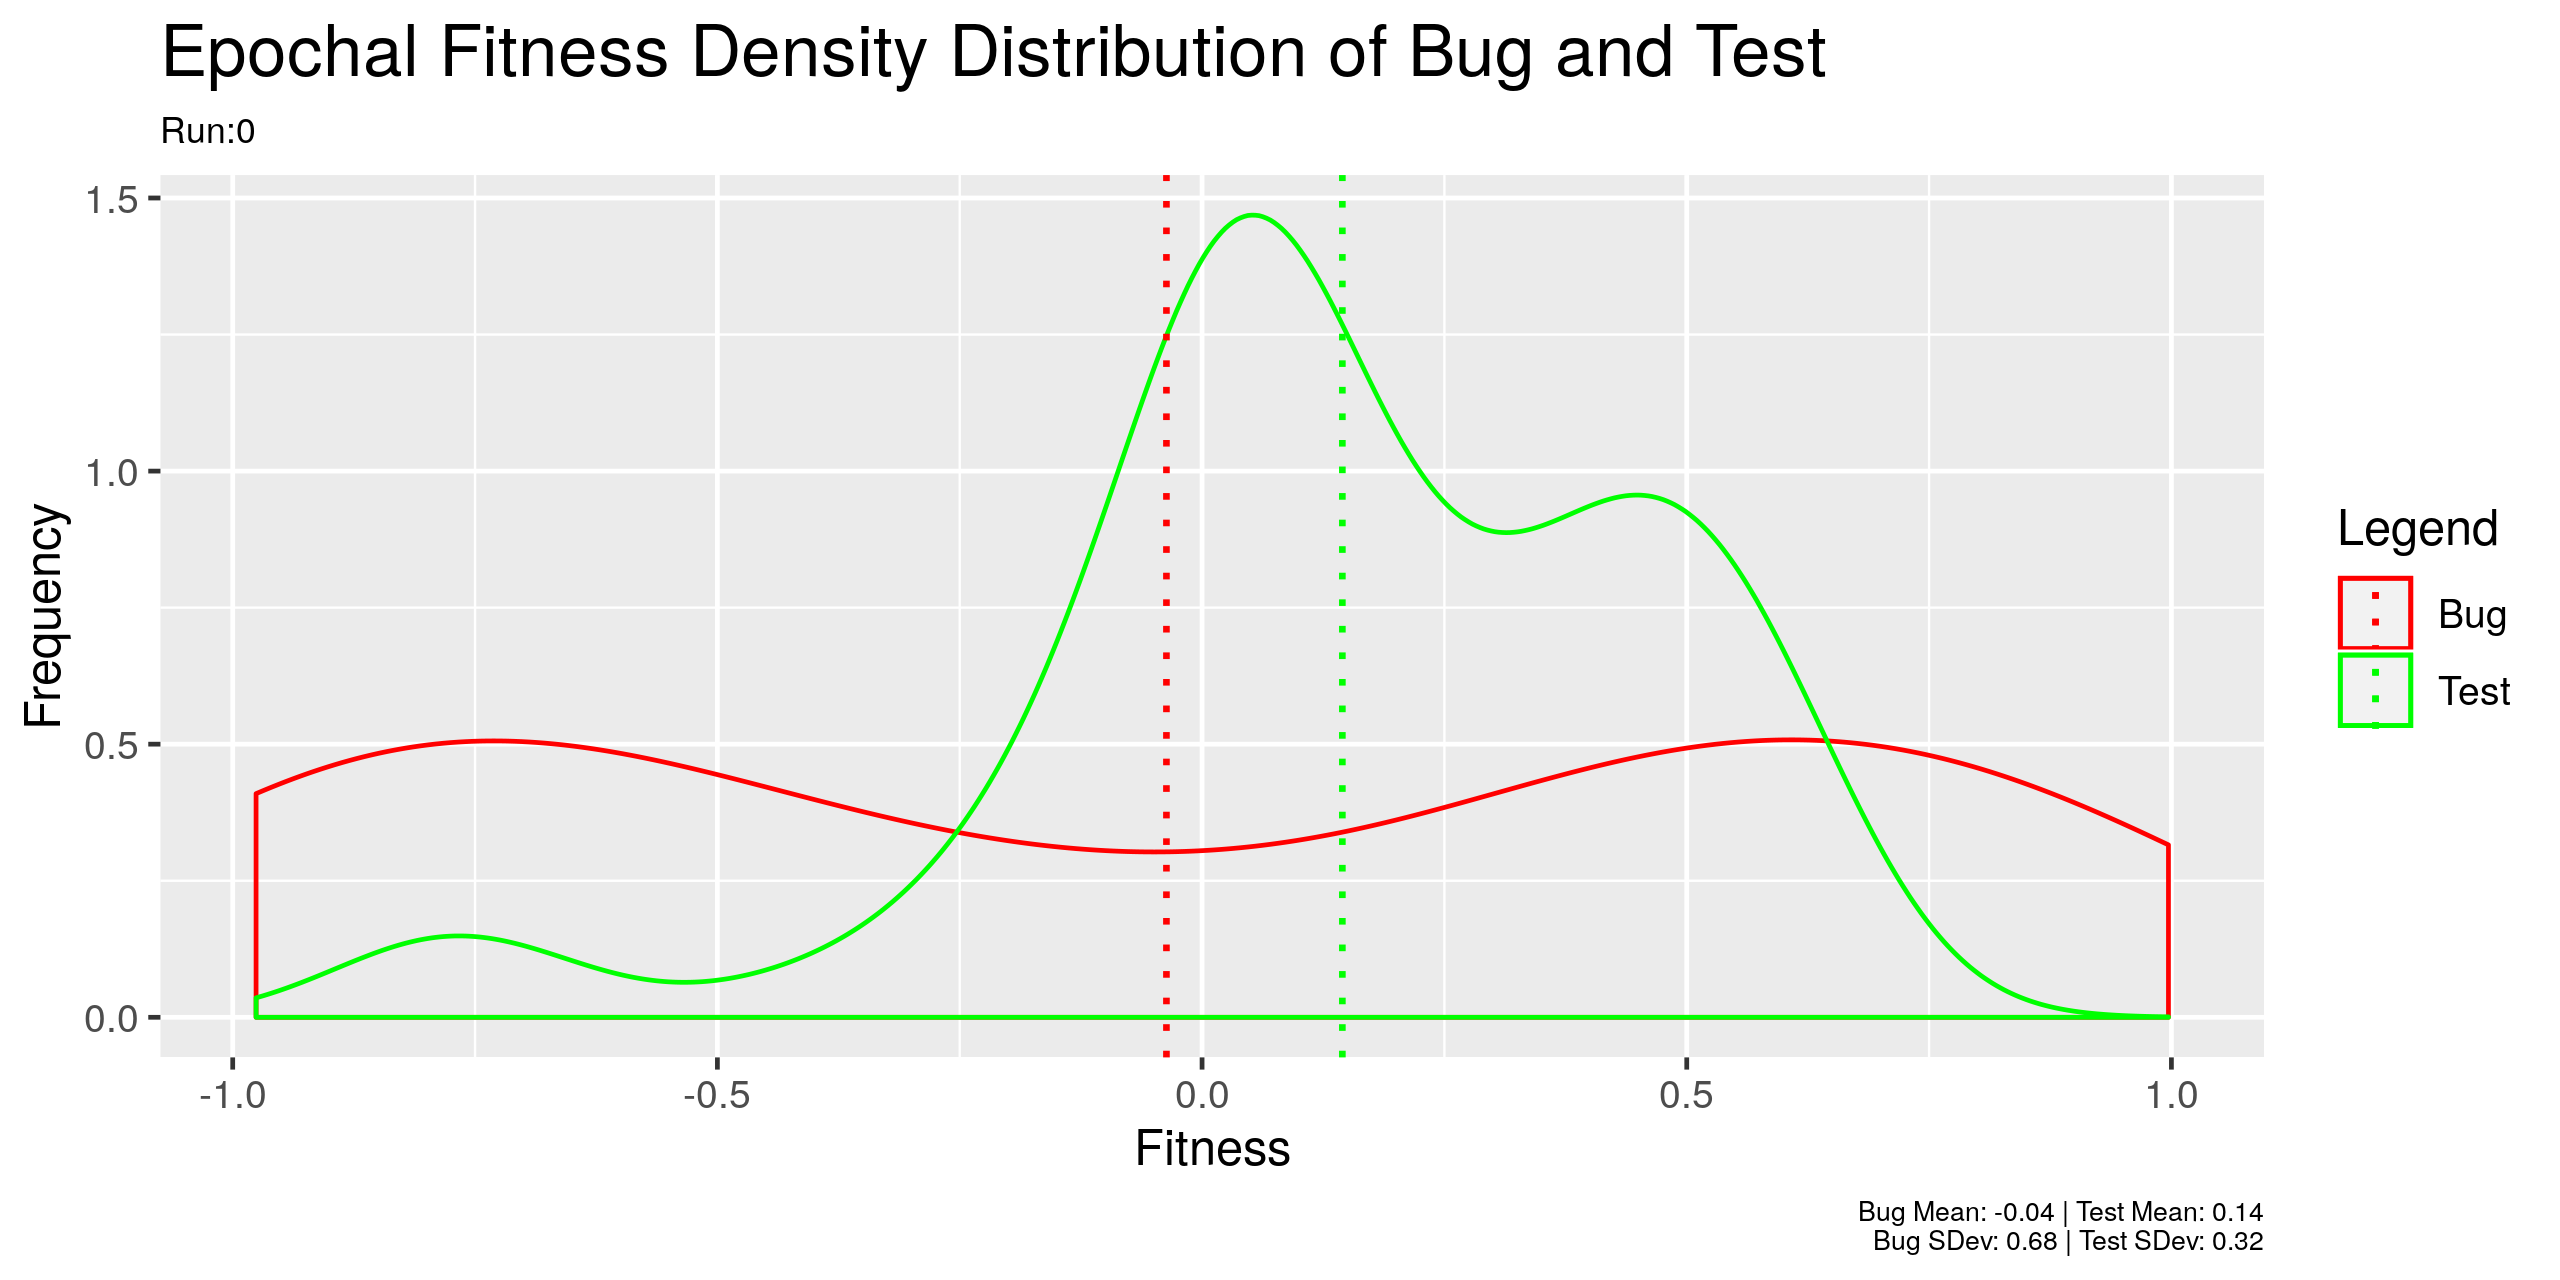 Epochal Fitness Density Distribution of Bug and Test
Run:0
1.5
1.0
0.5
0.0
Frequency
-1.0 -0.5 0.0 0.5 1.0
Fitness
Legend
Bug
Test
Bug Mean: -0.04 | Test Mean: 0.14
Bug SDev: 0.68 | Test SDev: 0.32